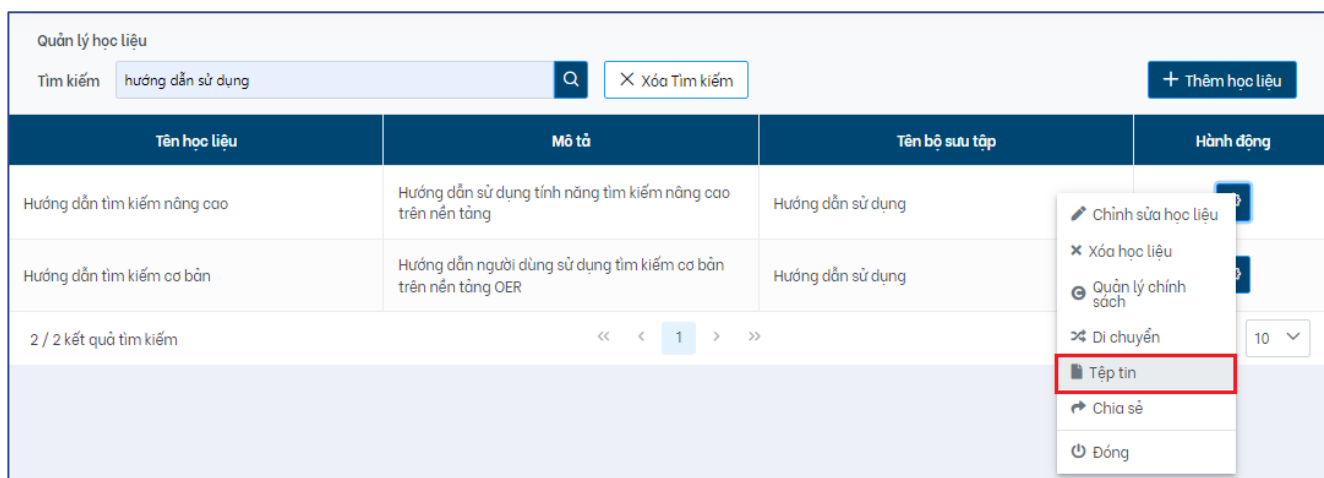 Quản lý học liệu
Tìm kiếm hướng dẫn sử dụng Xóa Tìm kiếm + Thêm học liệu
Tên học liệu Mô tả Tên bộ sưu tập Hành động
Hướng dẫn tìm kiếm nâng cao Hướng dẫn sử dụng tính năng tìm kiếm nâng cao Hướng dẫn sử dụng
trên nền tảng
Hướng dẫn tìm kiếm cơ bản Hướng dẫn người dùng sử dụng tìm kiếm cơ bản Hướng dẫn sử dụng
trên nền tảng OER
2 / 2 kết quả tìm kiếm << < 1 > >> 10
Chỉnh sửa học liệu
Xóa học liệu
Quản lý chính
sách
Di chuyển
Tệp tin
Chia sẻ
Đóng